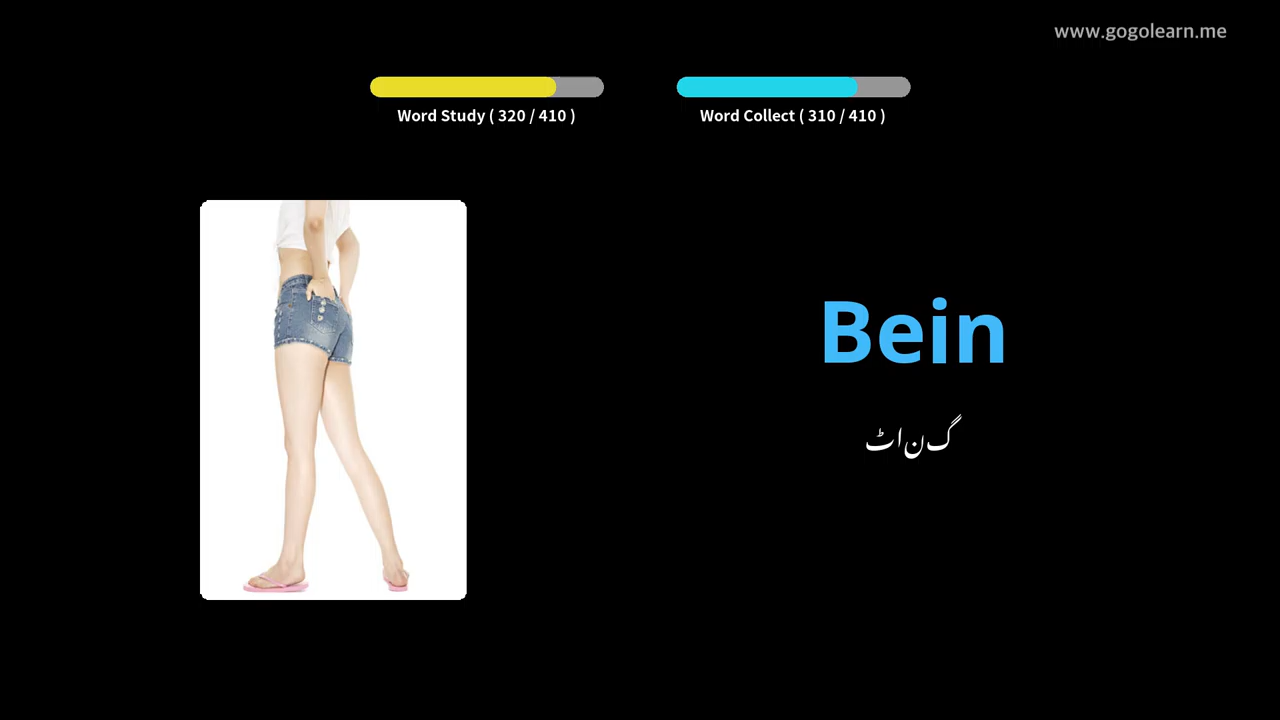 www.gogolearn.me
Word Study ( 320 / 410 )
Word Collect ( 310 / 410 )
Bein
گ ن ا ٹ